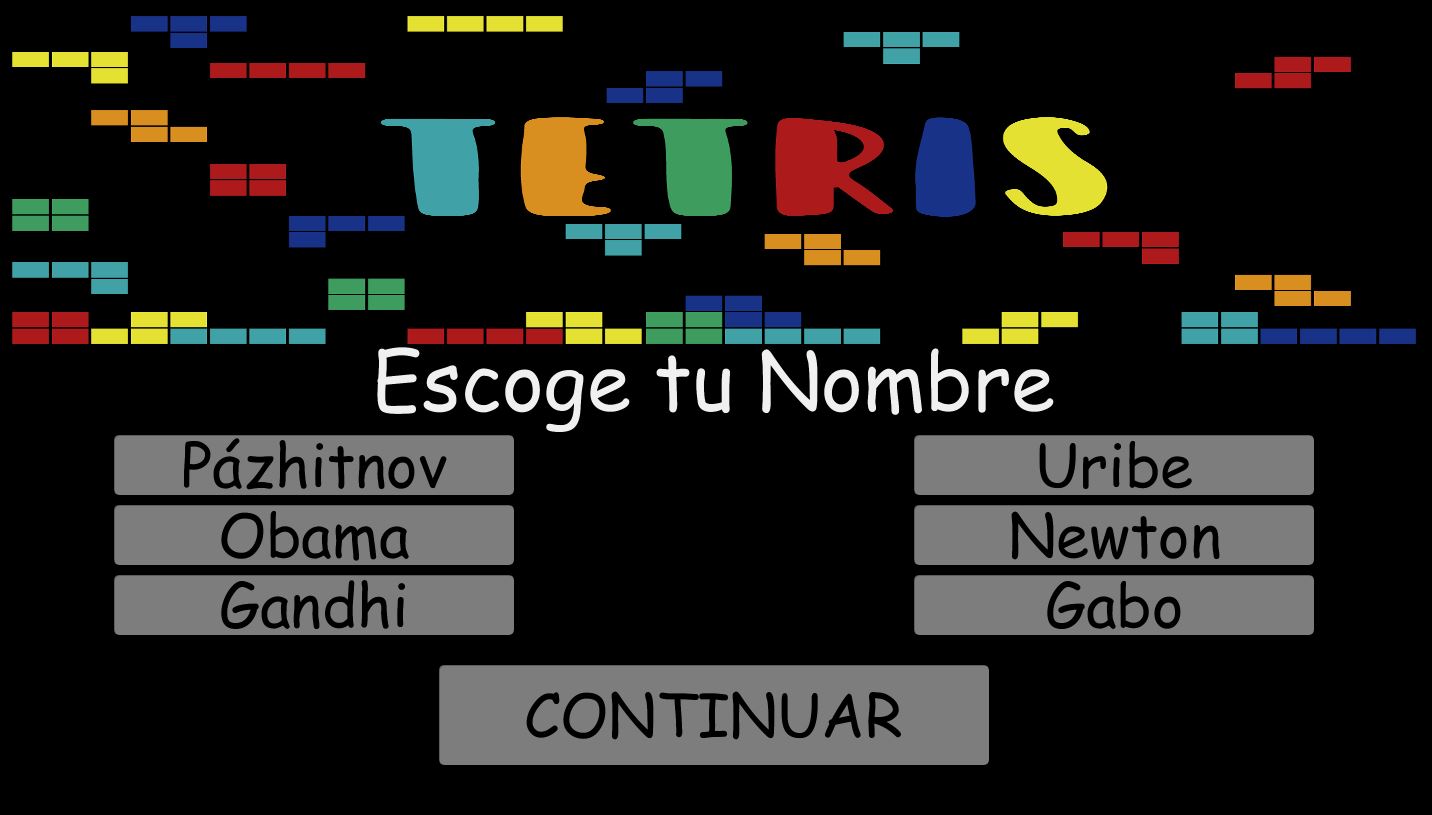 TETRIS
Escoge tu Nombre
Pázhitnov
Uribe
Obama
Newton
Gandhi
Gabo
CONTINUAR